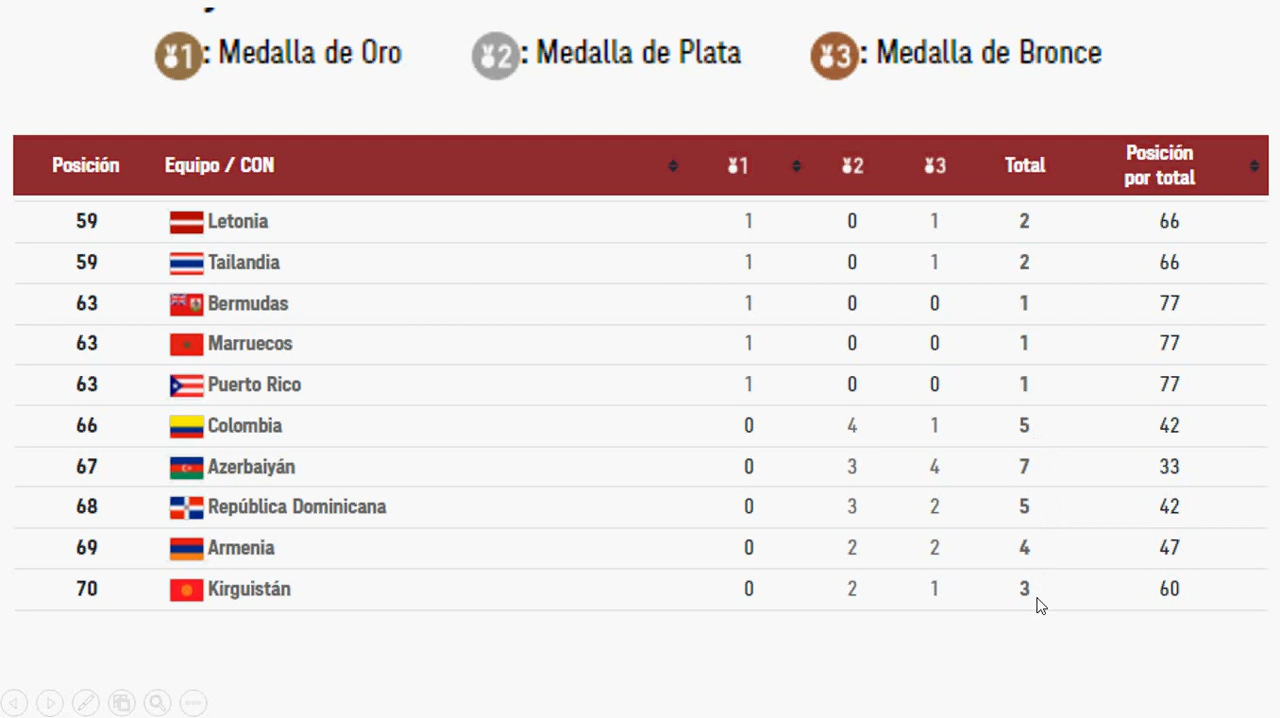 1: Medalla de Oro 2: Medalla de Plata 3: Medalla de Bronce
Posición Equipo / CON 1 2 3 Total Posición por total
59 Letonia 1 0 1 2 66
59 Tailandia 1 0 1 2 66
63 Bermudas 1 0 0 1 77
63 Marruecos 1 0 0 1 77
63 Puerto Rico 1 0 0 1 77
66 Colombia 0 4 1 5 42
67 Azerbaiyán 0 3 4 7 33
68 República Dominicana 0 3 2 5 42
69 Armenia 0 2 2 4 47
70 Kirguistán 0 2 1 3 60